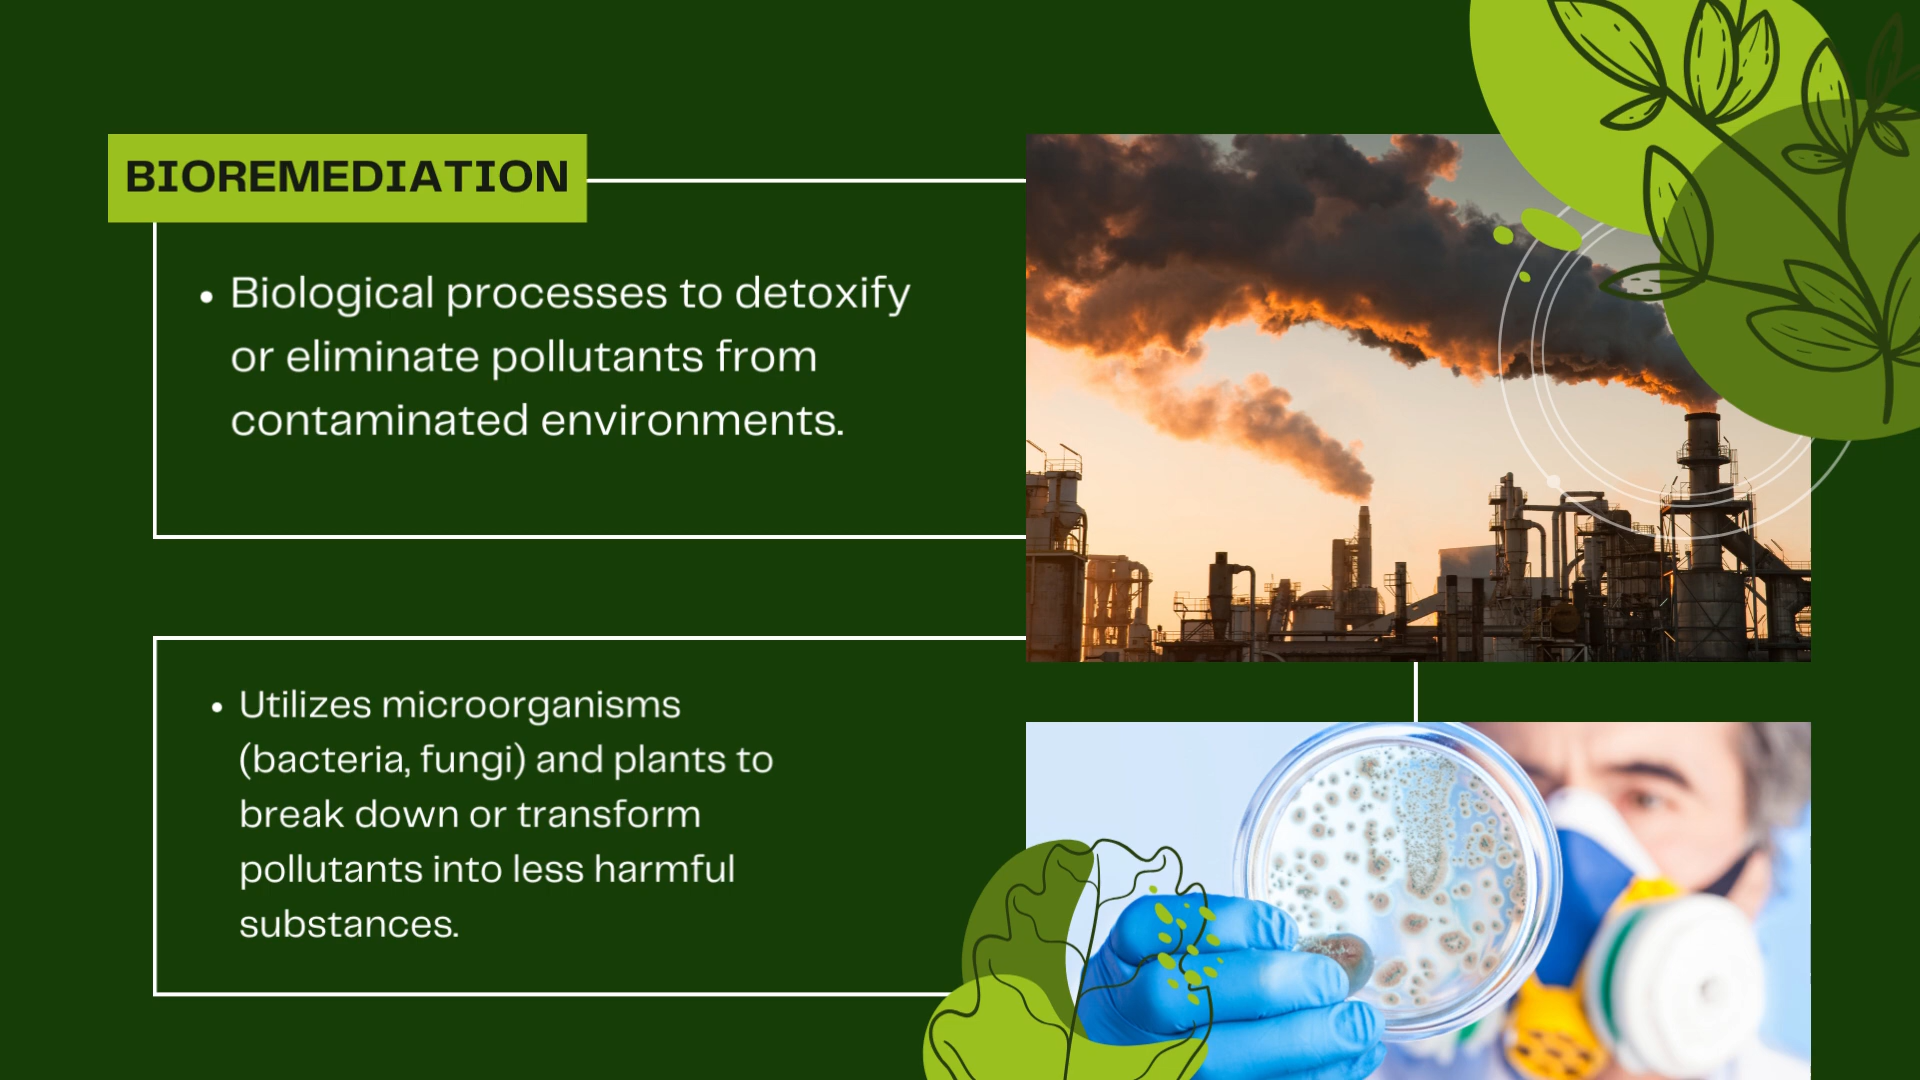 BIOREMEDIATION
• Biological processes to detoxify
or eliminate pollutants from
contaminated environments.
• Utilizes microorganisms
(bacteria, fungi) and plants to
break down or transform
pollutants into less harmful
substances.